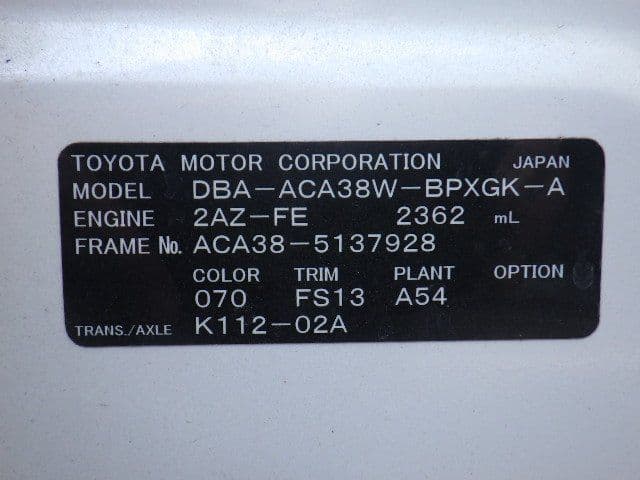 TOYOTA MOTOR CORPORATION JAPAN
MODEL DBA-ACA38W-BPXGK-A
ENGINE 2AZ-FE 2362 mL
FRAME No. ACA38-5137928
COLOR TRIM PLANT OPTION
070 FS13 A54
TRANS./AXLE K112-02A